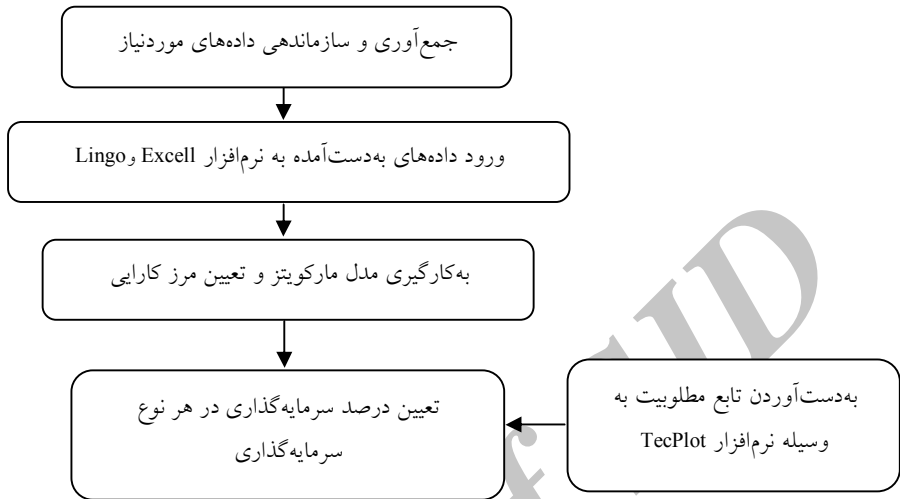 جمع‌آوری و سازماندهی داده‌های موردنیاز
ورود داده‌های به‌دست‌آمده به نرم‌افزار Excell و Lingo
به‌کارگیری مدل مارکویتز و تعیین مرز کارایی
تعیین درصد سرمایه‌گذاری در هر نوع
سرمایه‌گذاری
به‌دست‌آوردن تابع مطلوبیت به
وسیله نرم‌افزار TecPlot
f SID